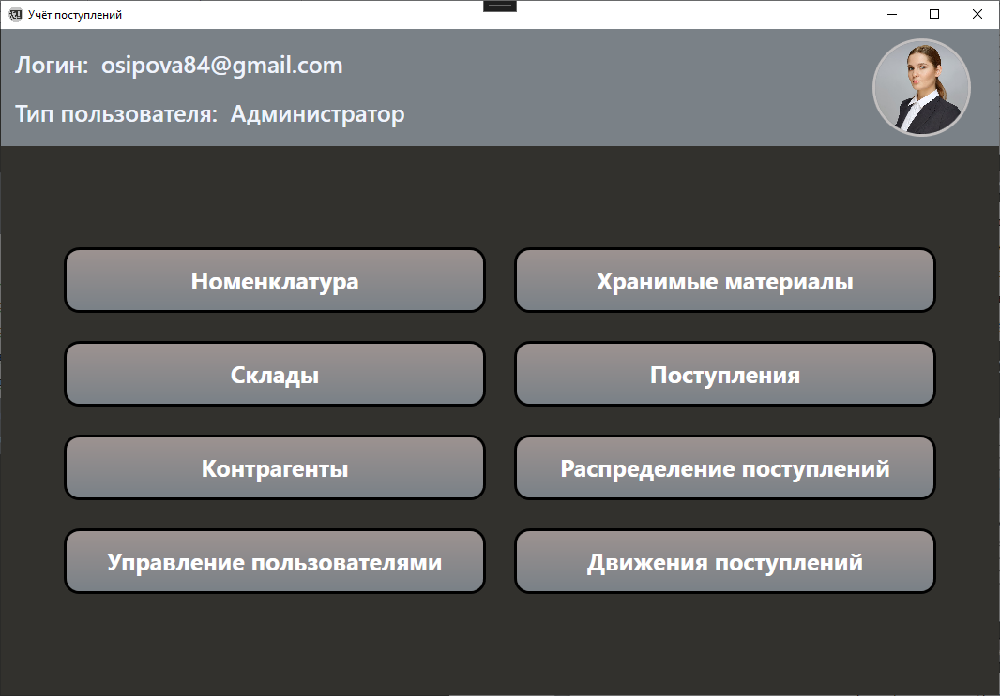 Учёт поступлений
Логин: osipova84@gmail.com
Тип пользователя: Администратор
Номенклатура
Хранимые материалы
Склады
Поступления
Контрагенты
Распределение поступлений
Управление пользователями
Движения поступлений